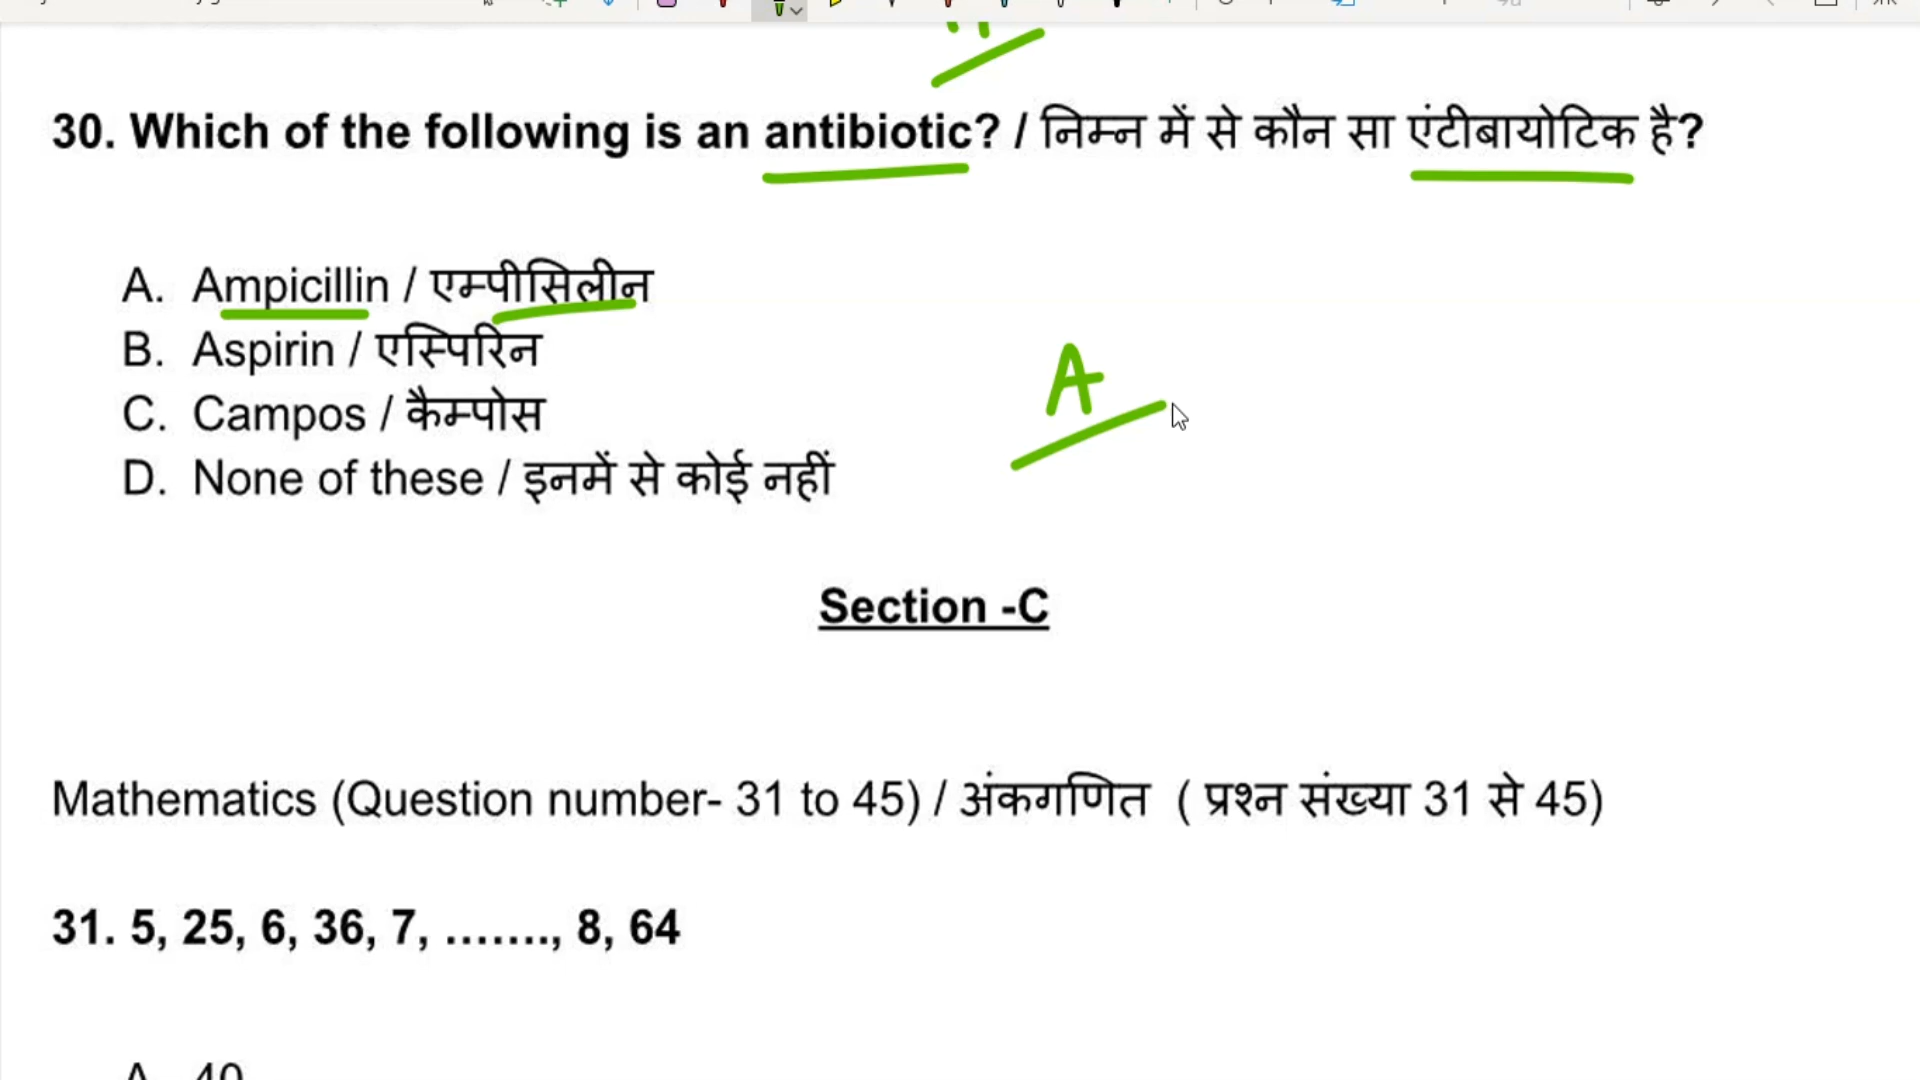 30. Which of the following is an antibiotic? / निम्न में से कौन सा एंटीबायोटिक है?
A. Ampicillin / एम्पीसिलीन
B. Aspirin / एस्पिरिन
C. Campos / कैम्पोस
A
D. None of these / इनमें से कोई नहीं
Section -C
Mathematics (Question number- 31 to 45) / अंकगणित ( प्रश्न संख्या 31 से 45)
31. 5, 25, 6, 36, 7, ......., 8, 64
A. 40